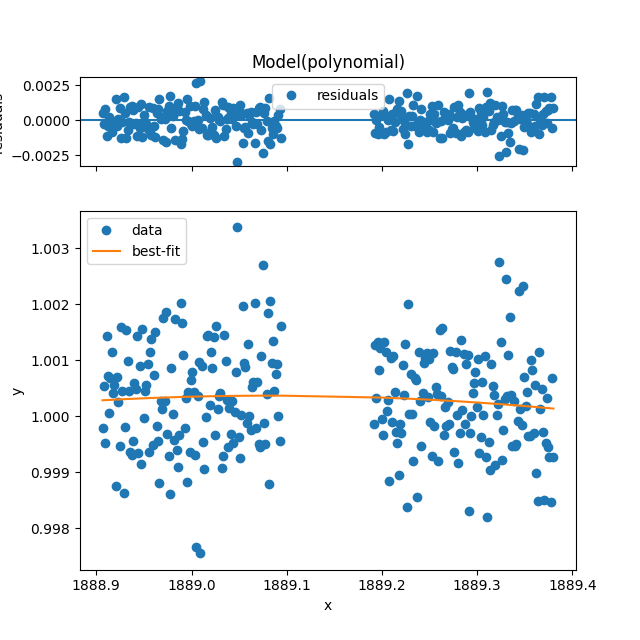 Model(polynomial)
0.0025
0.0000
−0.0025
residuals
residuals
data
best-fit
1.003
1.002
1.001
1.000
0.999
0.998
y
1888.9
1889.0
1889.1
1889.2
1889.3
1889.4
x